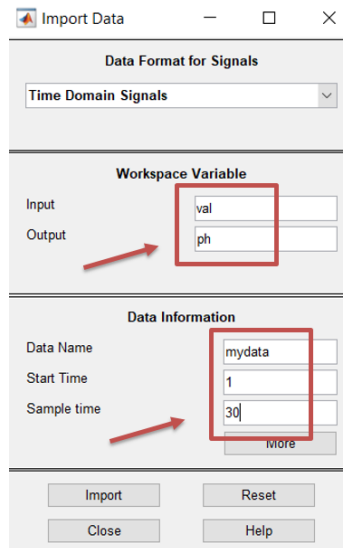 Import Data
Data Format for Signals
Time Domain Signals
Workspace Variable
Input val
Output ph
Data Information
Data Name mydata
Start Time 1
Sample time 30
More
Import Reset
Close Help